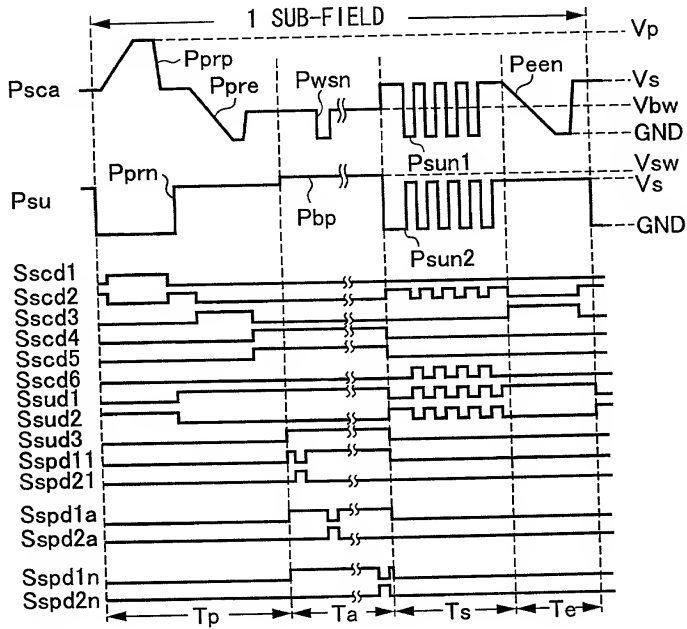 1 SUB-FIELD
Vp
Pprp
Ppre
Pwsn
Peen
Psca
Vs
Vbw
GND
Psun1
Vsw
Pprn
Vs
Psu
Pbp
GND
Psun2
Sscd1
Sscd2
Sscd3
Sscd4
Sscd5
Sscd6
Ssud1
Ssud2
Ssud3
Sspd11
Sspd21
Sspd1a
Sspd2a
Sspd1n
Sspd2n
Tp Ta Ts Te